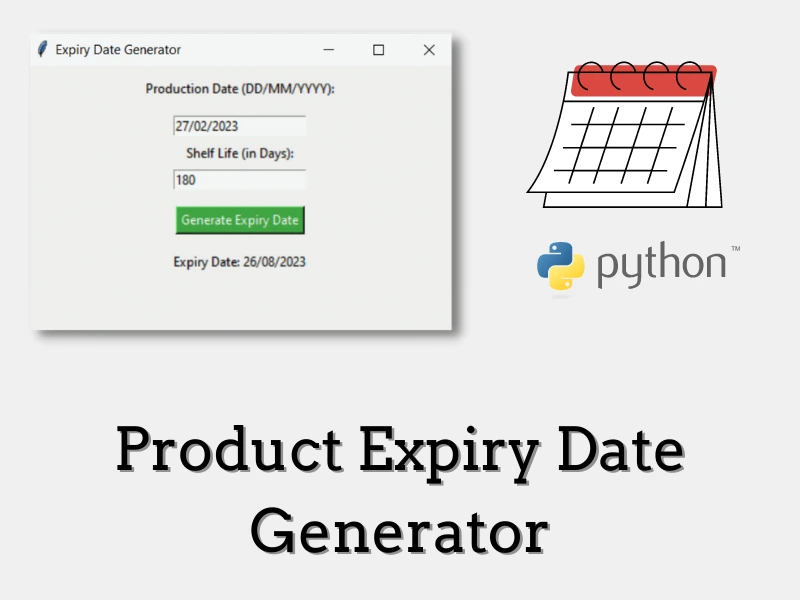 Expiry Date Generator
Production Date (DD/MM/YYYY):
27/02/2023
Shelf Life (in Days):
180
Generate Expiry Date
Expiry Date: 26/08/2023
python™
Product Expiry Date
Generator